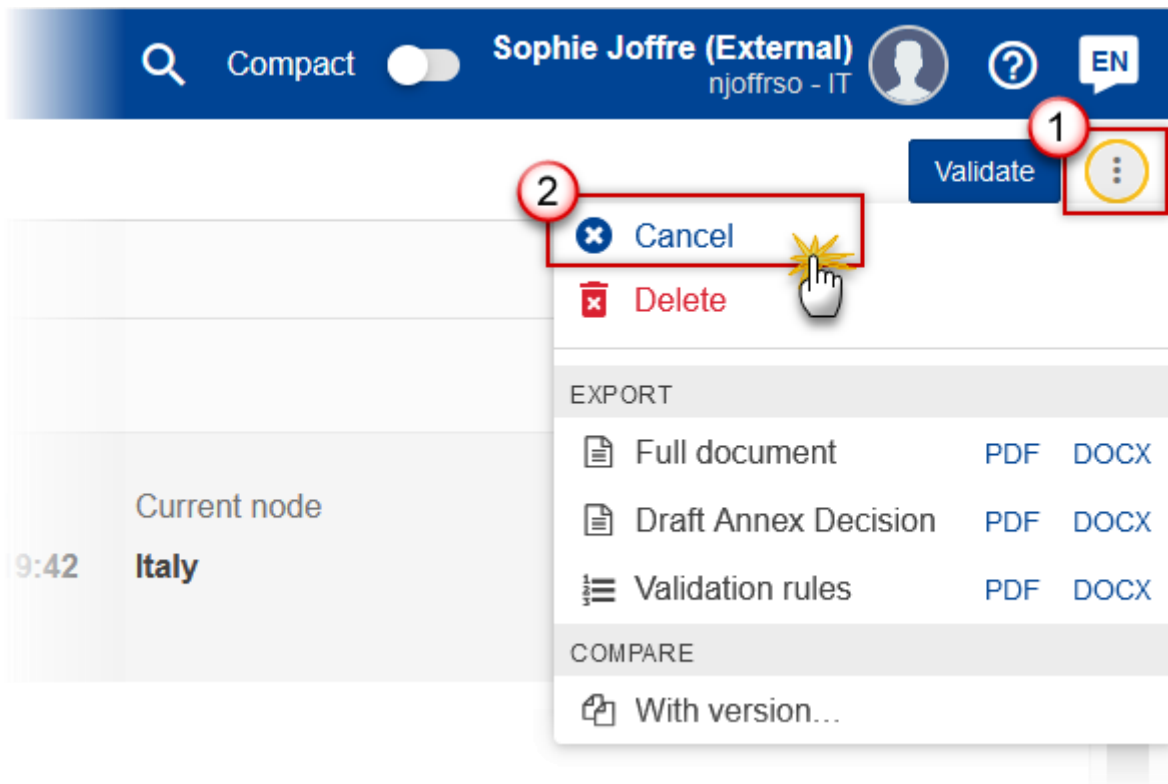 Compact
Sophie Joffre (External)
njoffrso - IT
EN
1
Validate
2
Cancel
Delete
EXPORT
Full document PDF DOCX
Current node
Draft Annex Decision PDF DOCX
9:42 Italy
Validation rules PDF DOCX
COMPARE
With version...